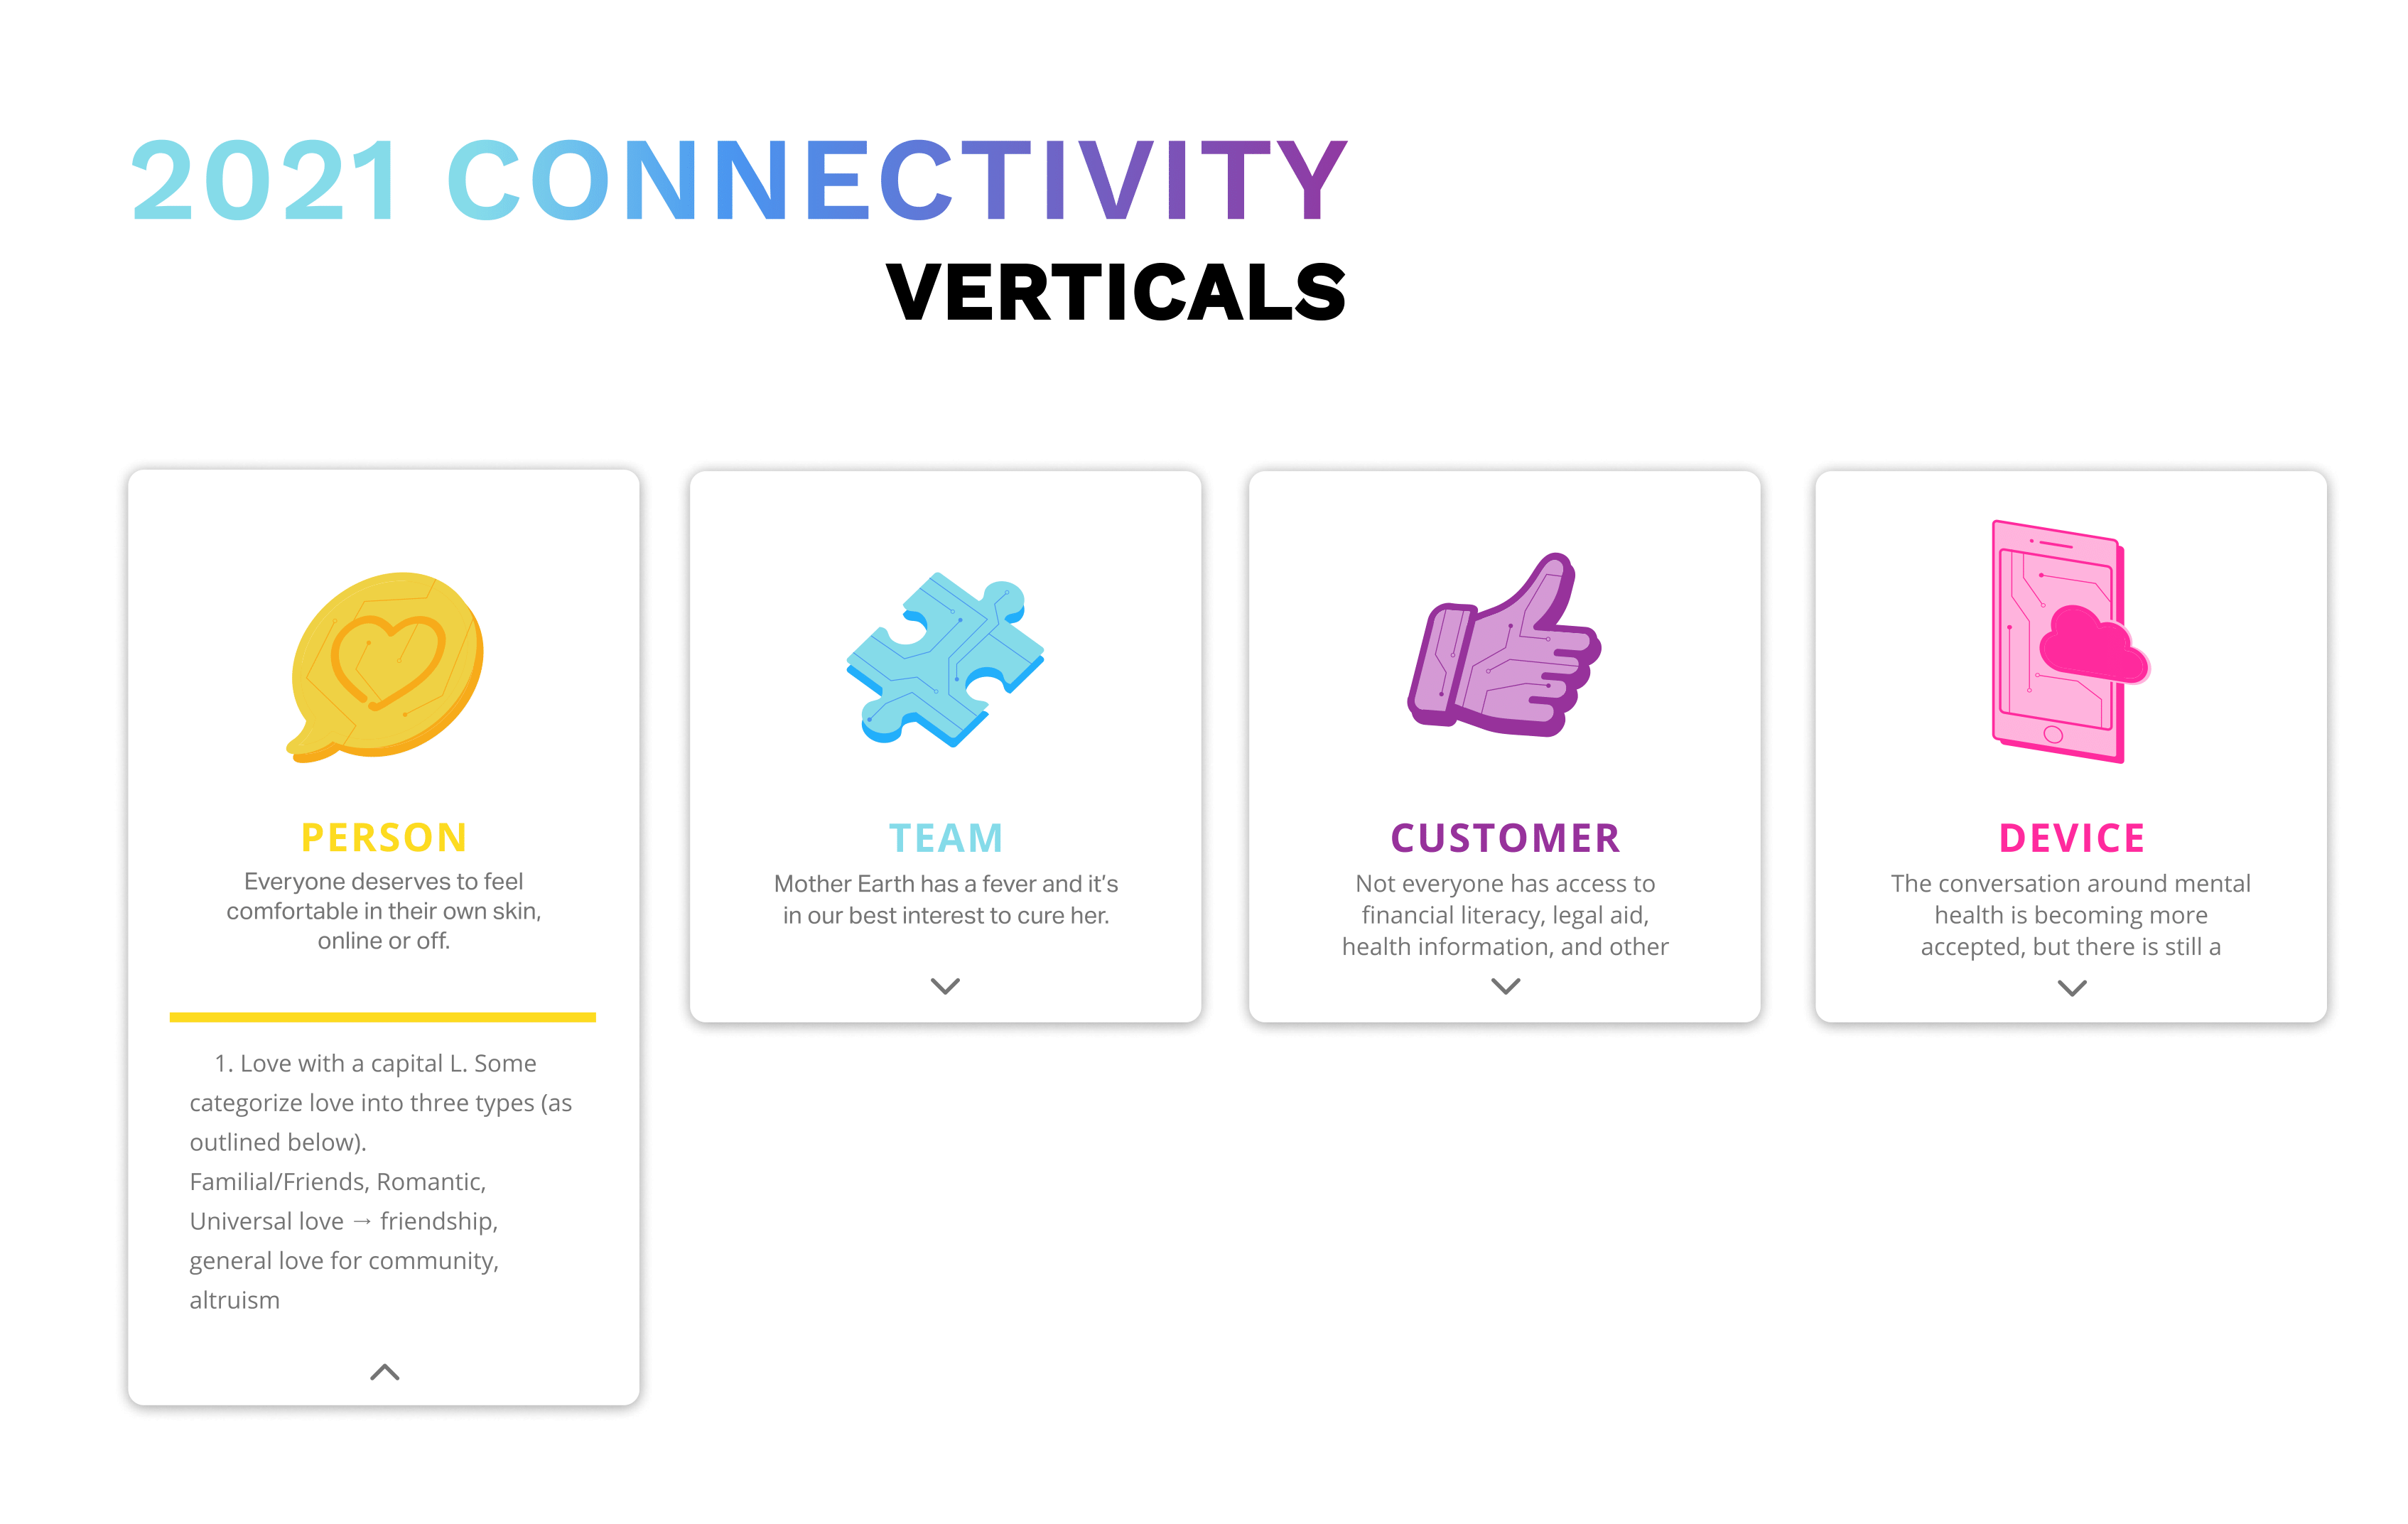 2021 CONNECTIVITY
VERTICALS
PERSON
Everyone deserves to feel
comfortable in their own skin,
online or off.
1. Love with a capital L. Some
categorize love into three types (as
outlined below).
Familial/Friends, Romantic,
Universal love → friendship,
general love for community,
altruism
TEAM
Mother Earth has a fever and it's
in our best interest to cure her.
CUSTOMER
Not everyone has access to
financial literacy, legal aid,
health information, and other
DEVICE
The conversation around mental
health is becoming more
accepted, but there is still a